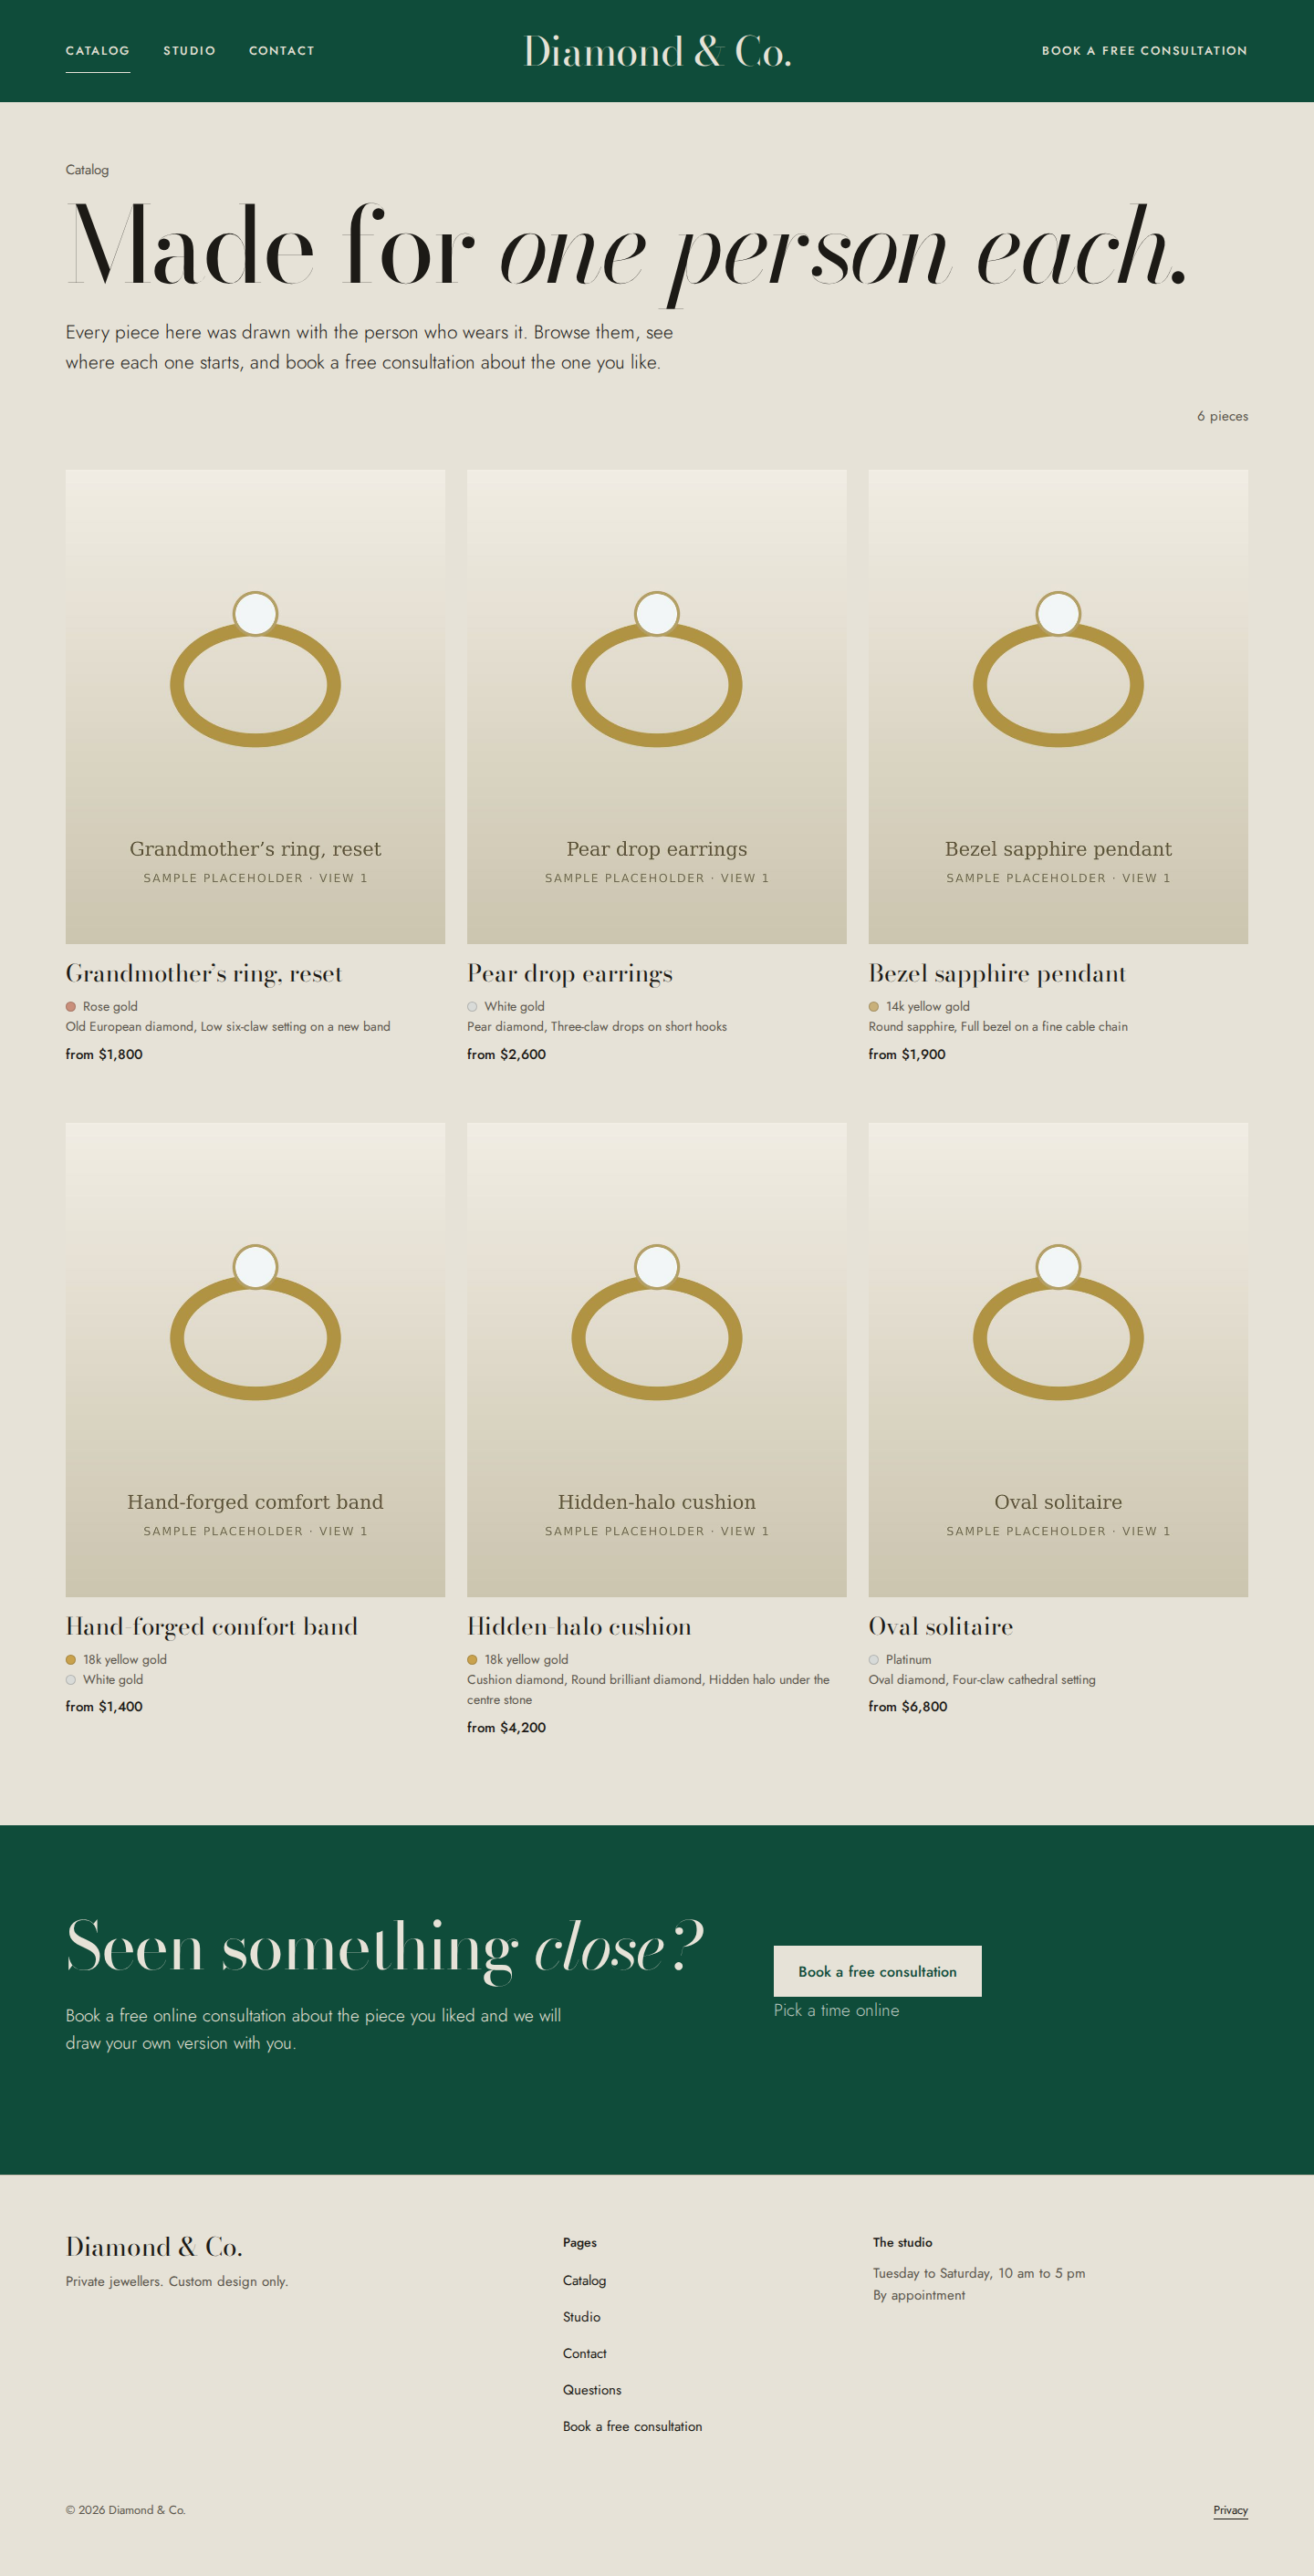 CATALOG STUDIO CONTACT Diamond & Co. BOOK A FREE CONSULTATION
Catalog
Made for one person each.
Every piece here was drawn with the person who wears it. Browse them, see
where each one starts, and book a free consultation about the one you like.
6 pieces
Grandmother’s ring, reset
SAMPLE PLACEHOLDER · VIEW 1
Pear drop earrings
SAMPLE PLACEHOLDER · VIEW 1
Bezel sapphire pendant
SAMPLE PLACEHOLDER · VIEW 1
Grandmother’s ring, reset
Rose gold
Old European diamond, Low six-claw setting on a new band
from $1,800
Pear drop earrings
White gold
Pear diamond, Three-claw drops on short hooks
from $2,600
Bezel sapphire pendant
14k yellow gold
Round sapphire, Full bezel on a fine cable chain
from $1,900
Hand-forged comfort band
SAMPLE PLACEHOLDER · VIEW 1
Hidden-halo cushion
SAMPLE PLACEHOLDER · VIEW 1
Oval solitaire
SAMPLE PLACEHOLDER · VIEW 1
Hand-forged comfort band
18k yellow gold
White gold
from $1,400
Hidden-halo cushion
18k yellow gold
Cushion diamond, Round brilliant diamond, Hidden halo under the
centre stone
from $4,200
Oval solitaire
Platinum
Oval diamond, Four-claw cathedral setting
from $6,800
Seen something close?
Book a free online consultation about the piece you liked and we will
draw your own version with you.
Book a free consultation
Pick a time online
Diamond & Co.
Private jewellers. Custom design only.
Pages
Catalog
Studio
Contact
Questions
Book a free consultation
The studio
Tuesday to Saturday, 10 am to 5 pm
By appointment
© 2026 Diamond & Co.
Privacy